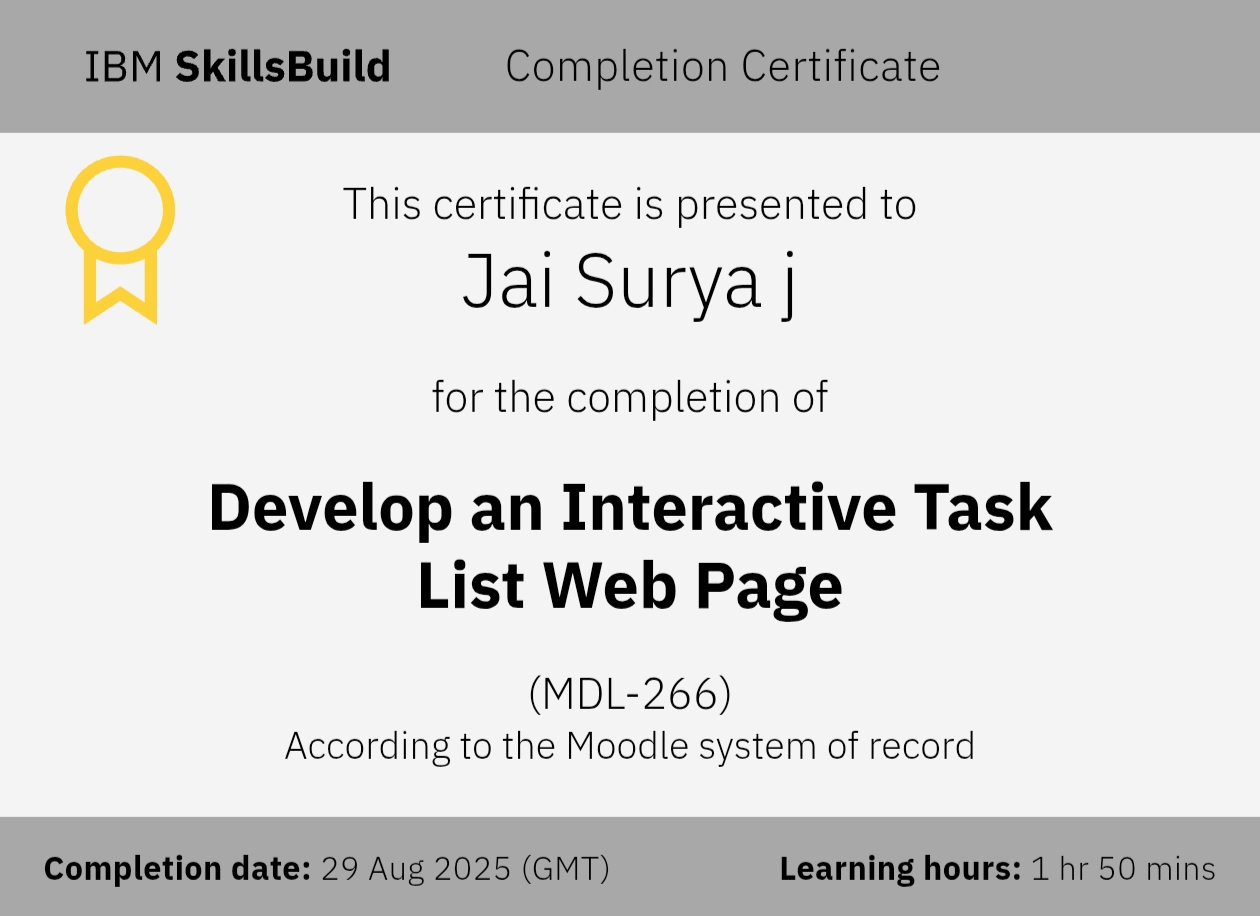 IBM SkillsBuild Completion Certificate
This certificate is presented to
Jai Surya j
for the completion of
Develop an Interactive Task
List Web Page
(MDL-266)
According to the Moodle system of record
Completion date: 29 Aug 2025 (GMT) Learning hours: 1 hr 50 mins